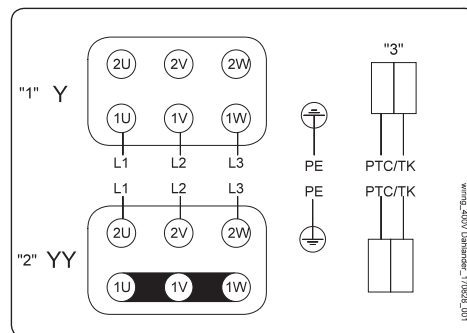 "3"
2U 2V 2W
"1" Y
1U 1V 1W
L1 L2 L3 PE PTC/TK
L1 L2 L3 PE PTC/TK
2U 2V 2W
"2" YY
1U 1V 1W
wiring_400V Dahlander_170828_001